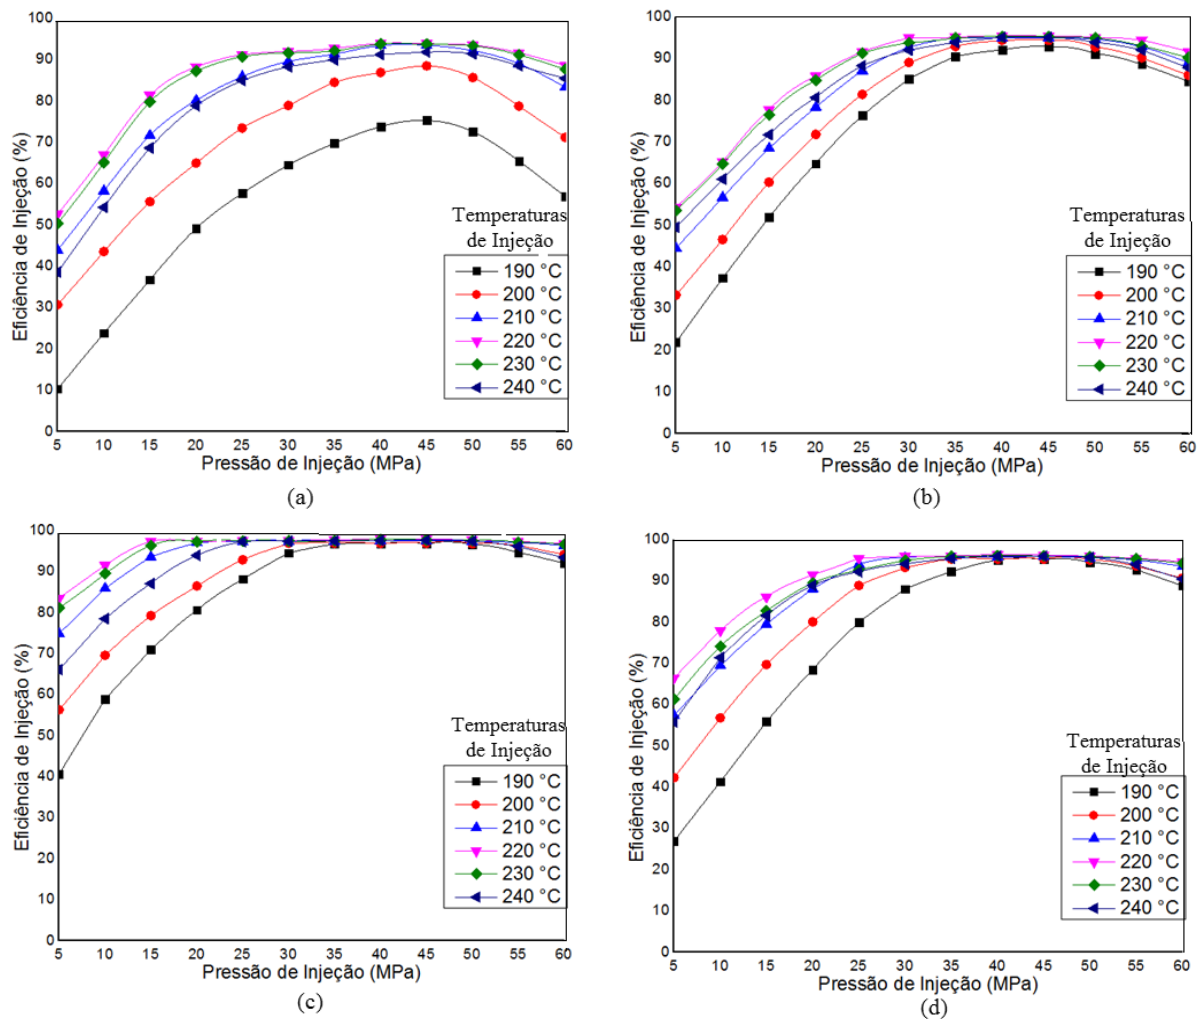 100
90
80
70
60
50
40
30
20
10
0
Eficiência de Injeção (%)
Temperaturas
de Injeção
190 °C
200 °C
210 °C
220 °C
230 °C
240 °C
5 10 15 20 25 30 35 40 45 50 55 60
Pressão de Injeção (MPa)
(a)
100
90
80
70
60
50
40
30
20
10
0
Eficiência de Injeção (%)
Temperaturas
de Injeção
190 °C
200 °C
210 °C
220 °C
230 °C
240 °C
5 10 15 20 25 30 35 40 45 50 55 60
Pressão de Injeção (MPa)
(b)
100
90
80
70
60
50
40
30
20
10
0
Eficiência de Injeção (%)
Temperaturas
de Injeção
190 °C
200 °C
210 °C
220 °C
230 °C
240 °C
5 10 15 20 25 30 35 40 45 50 55 60
Pressão de Injeção (MPa)
(c)
100
90
80
70
60
50
40
30
20
10
0
Eficiência de Injeção (%)
Temperaturas
de Injeção
190 °C
200 °C
210 °C
220 °C
230 °C
240 °C
5 10 15 20 25 30 35 40 45 50 55 60
Pressão de Injeção (MPa)
(d)